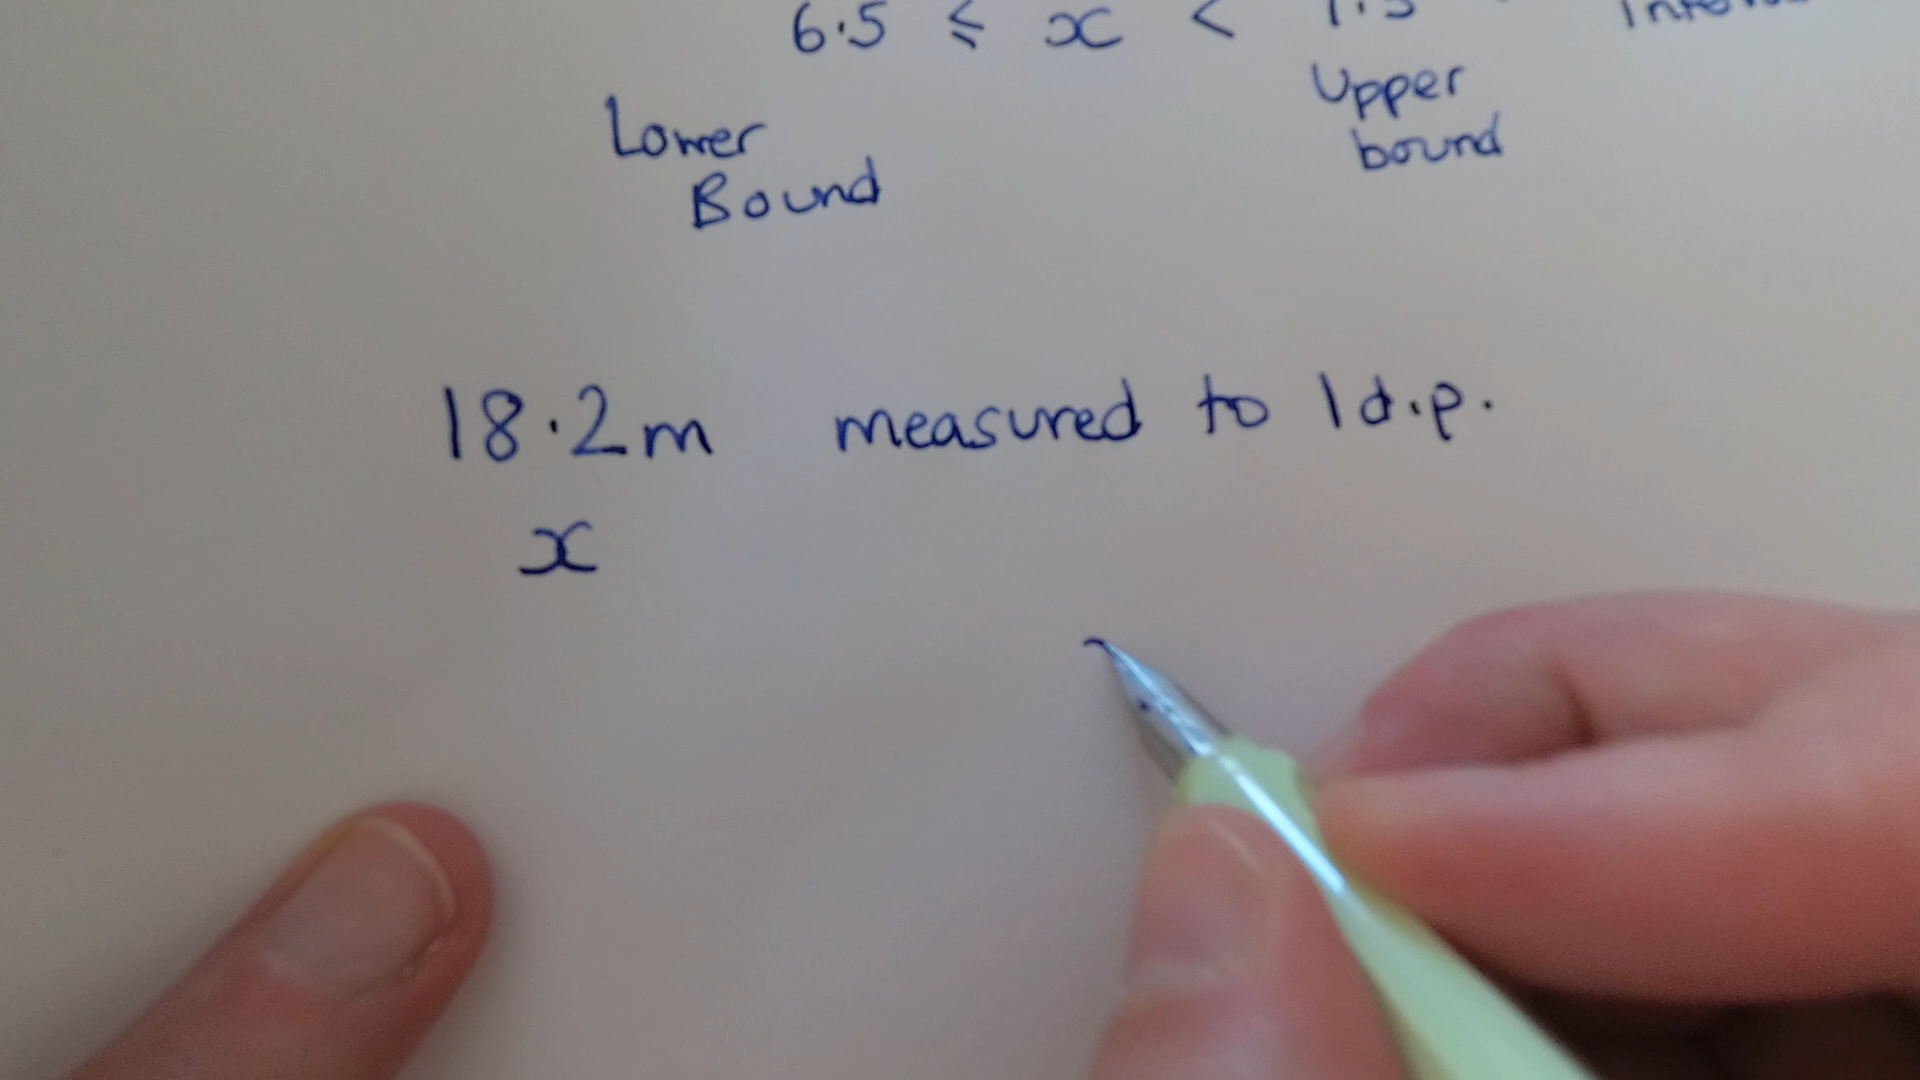 6.5 ≤ x <
Lower
Bound
Upper
bound
18.2m measured to 1d.p.
x